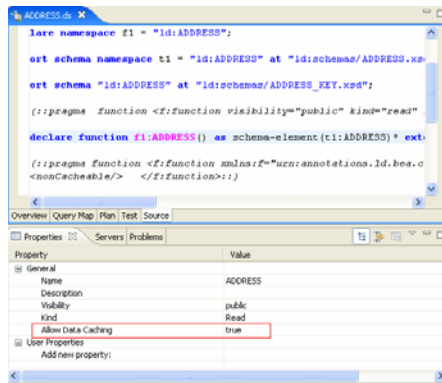 ADDRESS.ds
lare namespace f1 = "ld:ADDRESS";
ort schema namespace t1 = "ld:ADDRESS" at "ld:schemas/ADDRESS.xs
ort schema "ld:ADDRESS" at "ld:schemas/ADDRESS_KEY.xsd";
(::pragma function <f:function visibility="public" kind="read"
declare function f1:ADDRESS() as schema-element(t1:ADDRESS)* ext
(::pragma function <f:function xmlns:f="urn:annotations.ld.bea.c
<nonCacheable/> </f:function>::)
Overview Query Map Plan Test Source
Properties Servers Problems
Property Value
General
Name ADDRESS
Description
Visibility public
Kind Read
Allow Data Caching true
User Properties
Add new property: